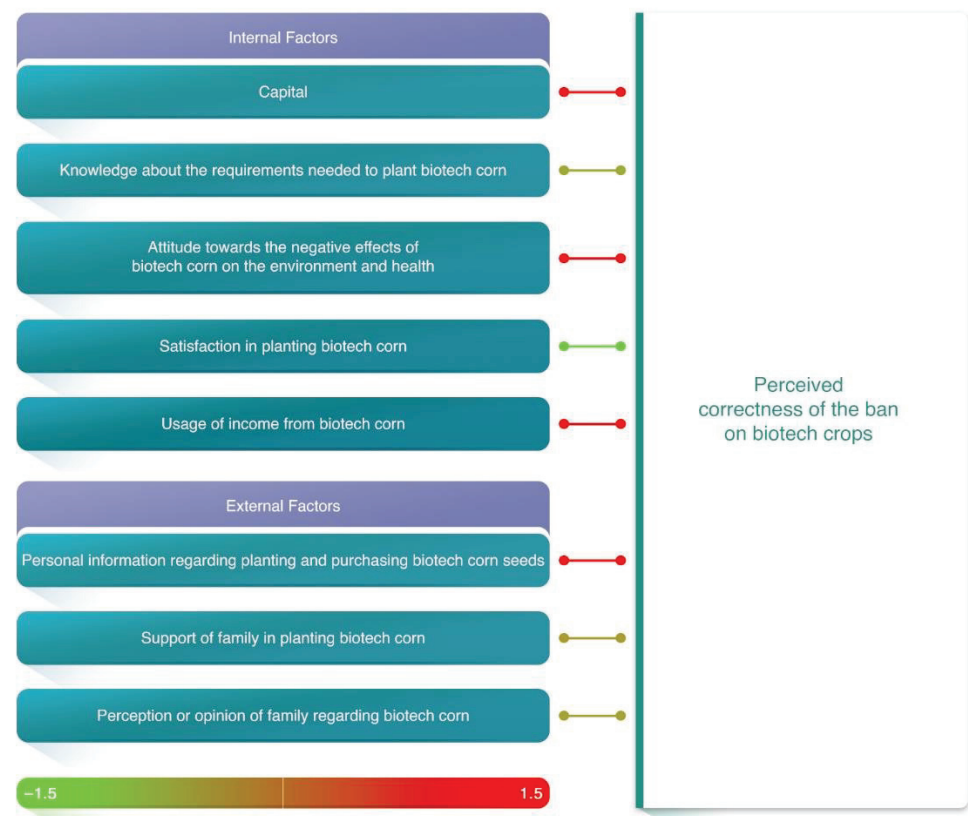 Internal Factors
Capital
Knowledge about the requirements needed to plant biotech corn
Attitude towards the negative effects of
biotech corn on the environment and health
Satisfaction in planting biotech corn
Usage of income from biotech corn
External Factors
Personal information regarding planting and purchasing biotech corn seeds
Support of family in planting biotech corn
Perception or opinion of family regarding biotech corn
−1.5
1.5
Perceived
correctness of the ban
on biotech crops